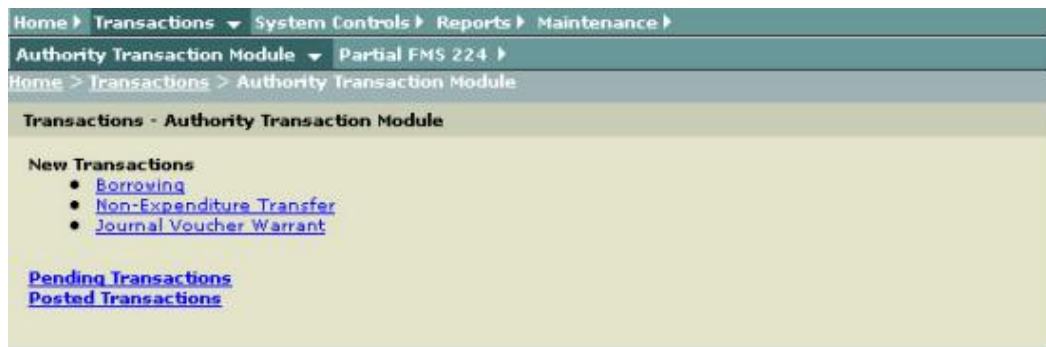 Home Transactions System Controls Reports Maintenance
Authority Transaction Module Partial FMS 224
Home > Transactions > Authority Transaction Module
Transactions - Authority Transaction Module
New Transactions
• Borrowing
• Non-Expenditure Transfer
• Journal Voucher Warrant
Pending Transactions
Posted Transactions